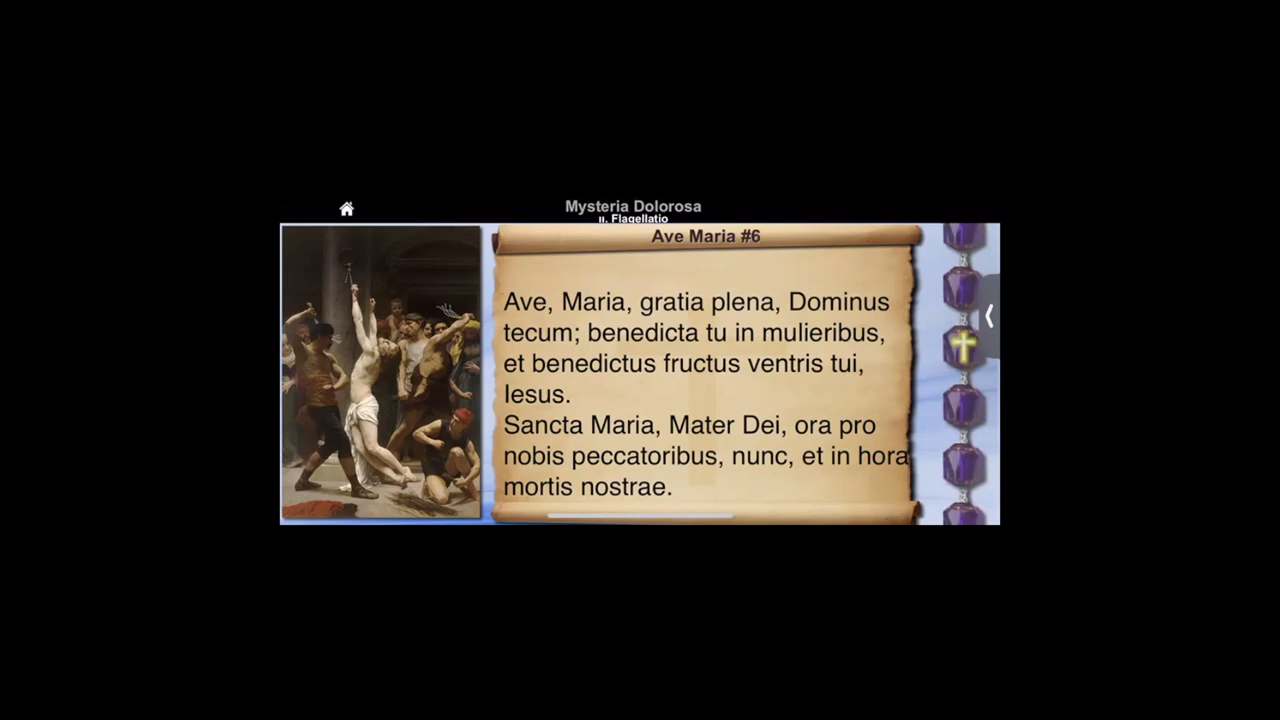 Mysteria Dolorosa
II. Flagellatio
Ave Maria #6
Ave, Maria, gratia plena, Dominus
tecum; benedicta tu in mulieribus,
et benedictus fructus ventris tui,
Iesus.
Sancta Maria, Mater Dei, ora pro
nobis peccatoribus, nunc, et in hora
mortis nostrae.